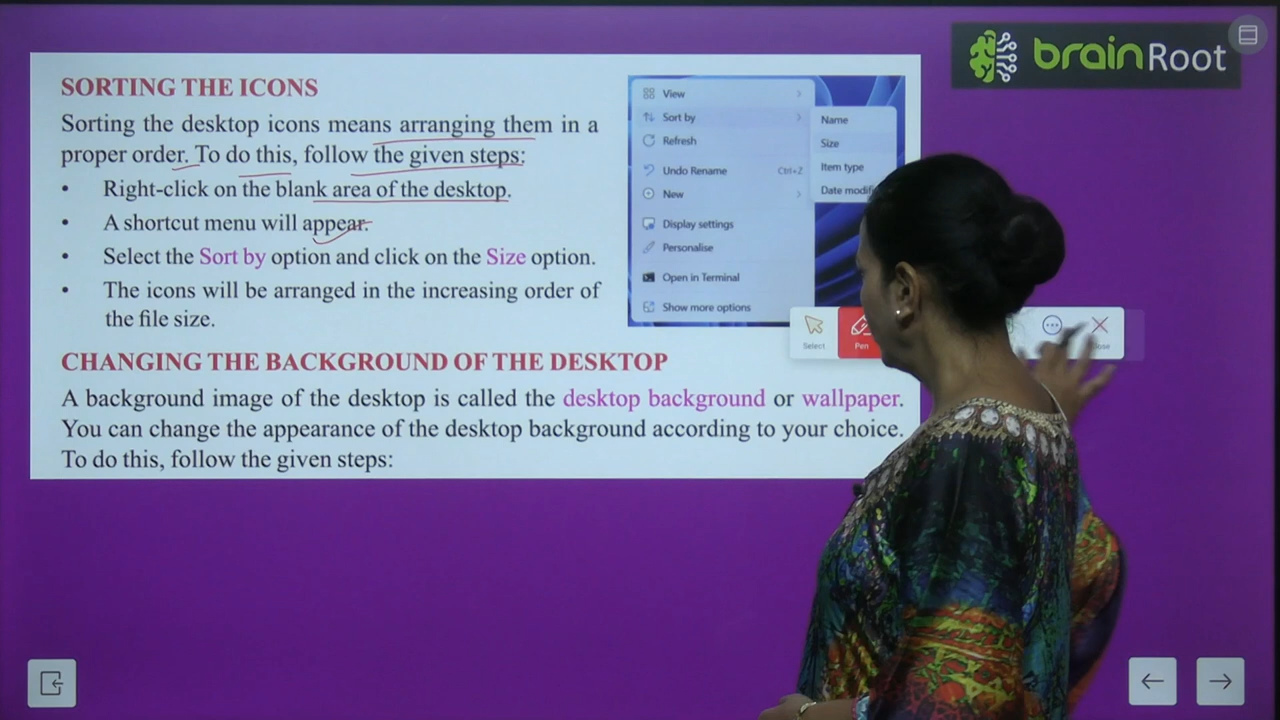 brainRoot
SORTING THE ICONS
Sorting the desktop icons means arranging them in a
proper order. To do this, follow the given steps:
• Right-click on the blank area of the desktop.
• A shortcut menu will appear.
• Select the Sort by option and click on the Size option.
• The icons will be arranged in the increasing order of
the file size.
View
Sort by
Refresh
Undo Rename Ctrl+Z
New
Display settings
Personalise
Open in Terminal
Show more options
Name
Size
Item type
Date
Select
Pen
CHANGING THE BACKGROUND OF THE DESKTOP
A background image of the desktop is called the desktop background or wallpaper.
You can change the appearance of the desktop background according to your choice.
To do this, follow the given steps: